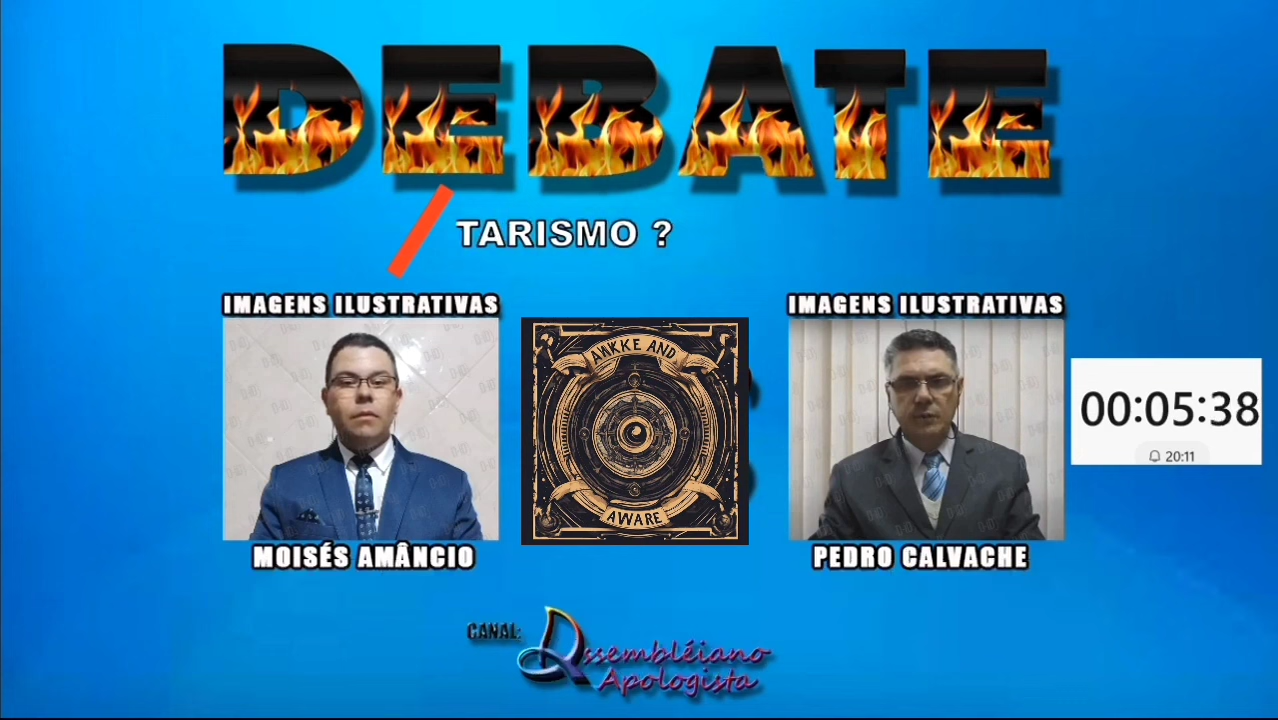 DEBATE
TARISMO ?
IMAGENS ILUSTRATIVAS
IMAGENS ILUSTRATIVAS
AWKKE AND
AWARE
00:05:38
20:11
MOISÉS AMÂNCIO
PEDRO CALVACHE
CANAL:
Assembléiano
Apologista